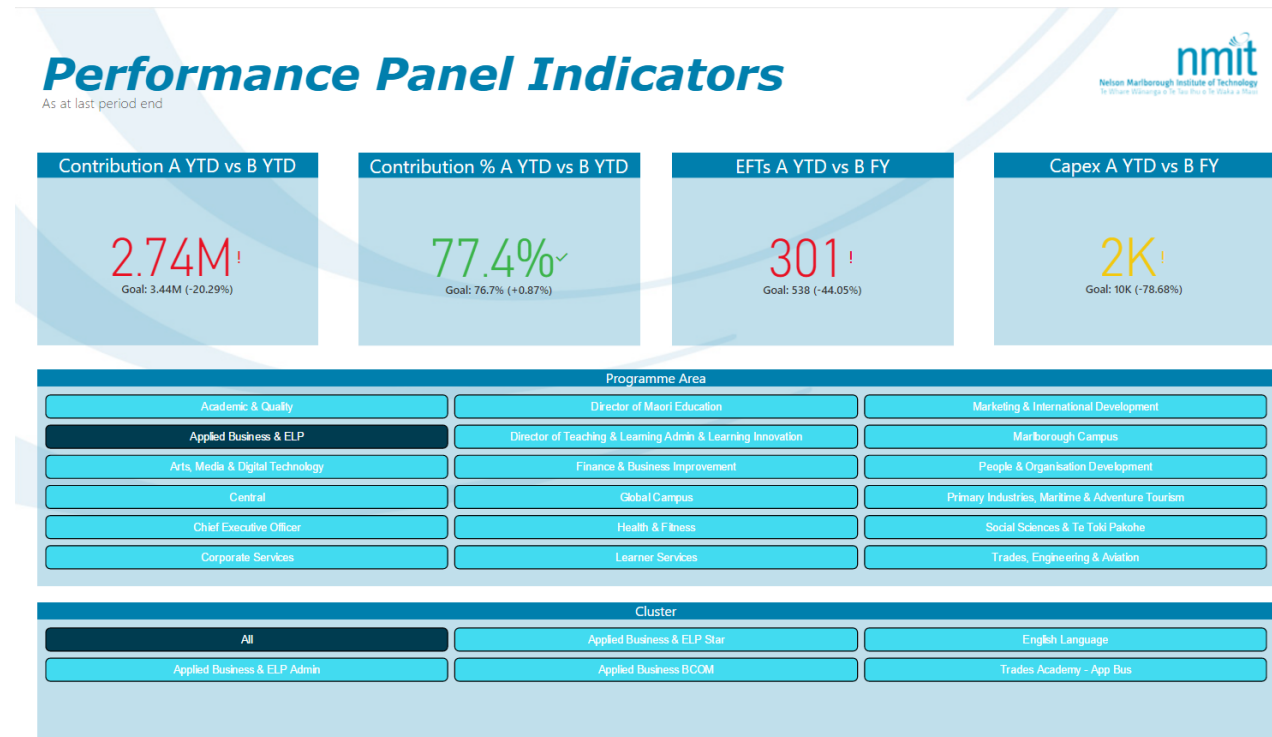 Performance Panel Indicators
As at last period end
nmit
Nelson Marlborough Institute of Technology
Contribution A YTD vs B YTD
2.74M!
Goal: 3.44M (-20.29%)
Contribution % A YTD vs B YTD
77.4%✓
Goal: 76.7% (+0.87%)
EFTs A YTD vs B FY
301!
Goal: 538 (-44.05%)
Capex A YTD vs B FY
2K!
Goal: 10K (-78.68%)
Programme Area
Academic & Quality
Director of Maori Education
Marketing & International Development
Applied Business & ELP
Director of Teaching & Learning Admin & Learning Innovation
Marlborough Campus
Arts, Media & Digital Technology
Finance & Business Improvement
People & Organisation Development
Central
Global Campus
Primary Industries, Maritime & Adventure Tourism
Chief Executive Officer
Health & Fitness
Social Sciences & Te Toki Pakohe
Corporate Services
Learner Services
Trades, Engineering & Aviation
Cluster
All
Applied Business & ELP Star
English Language
Applied Business & ELP Admin
Applied Business BCOM
Trades Academy - App Bus